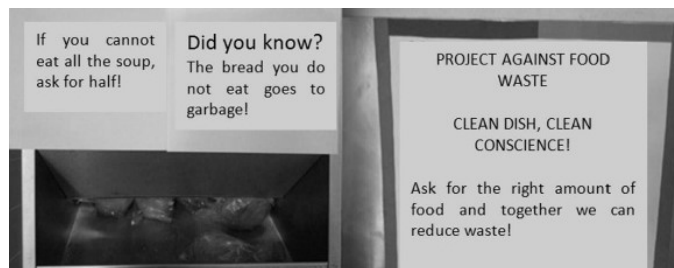 If you cannot
eat all the soup,
ask for half!
Did you know?
The bread you do
not eat goes to
garbage!
PROJECT AGAINST FOOD
WASTE
CLEAN DISH, CLEAN
CONSCIENCE!
Ask for the right amount of
food and together we can
reduce waste!